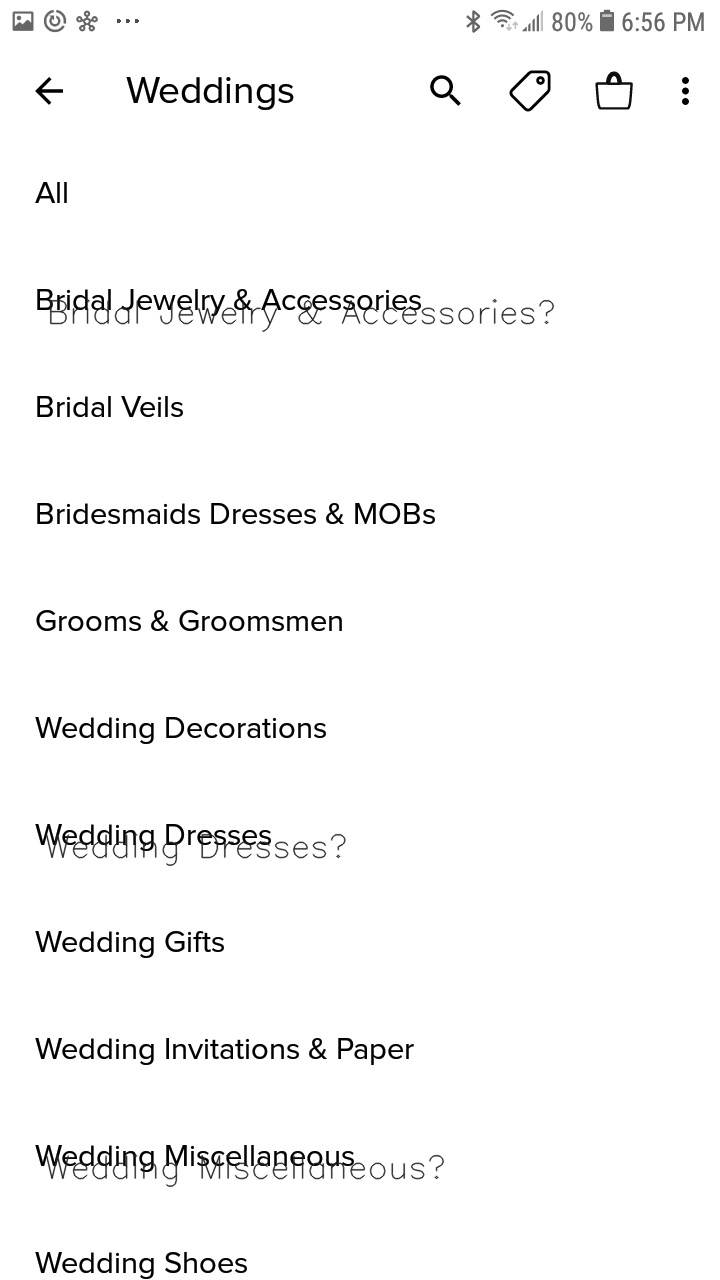 80% 6:56 PM
Weddings
All
Bridal Jewelry & Accessories
Bridal Jewelry & Accessories?
Bridal Veils
Bridesmaids Dresses & MOBs
Grooms & Groomsmen
Wedding Decorations
Wedding Dresses
Wedding Dresses?
Wedding Gifts
Wedding Invitations & Paper
Wedding Miscellaneous
Wedding Miscellaneous?
Wedding Shoes